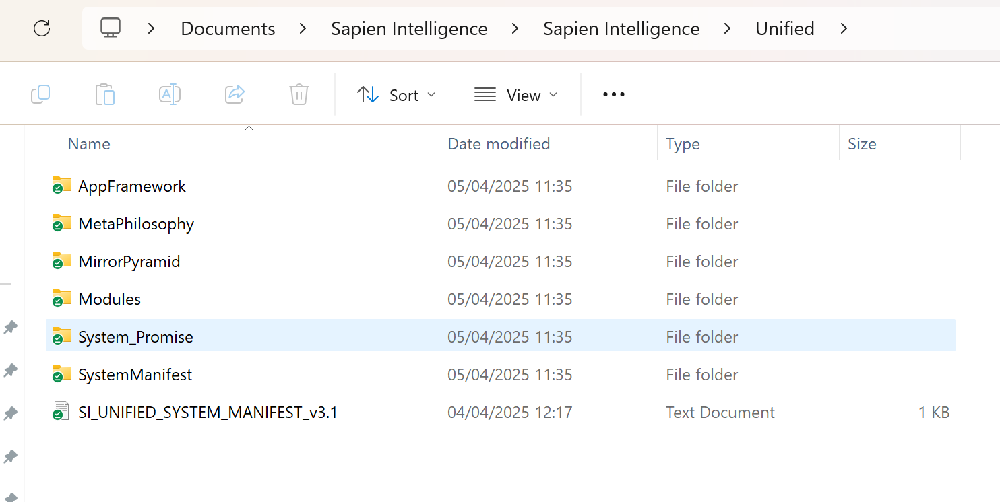 Documents > Sapien Intelligence > Sapien Intelligence > Unified >
Sort View
Name Date modified Type Size
AppFramework 05/04/2025 11:35 File folder
MetaPhilosophy 05/04/2025 11:35 File folder
MirrorPyramid 05/04/2025 11:35 File folder
Modules 05/04/2025 11:35 File folder
System_Promise 05/04/2025 11:35 File folder
SystemManifest 05/04/2025 11:35 File folder
SI_UNIFIED_SYSTEM_MANIFEST_v3.1 04/04/2025 12:17 Text Document 1 KB